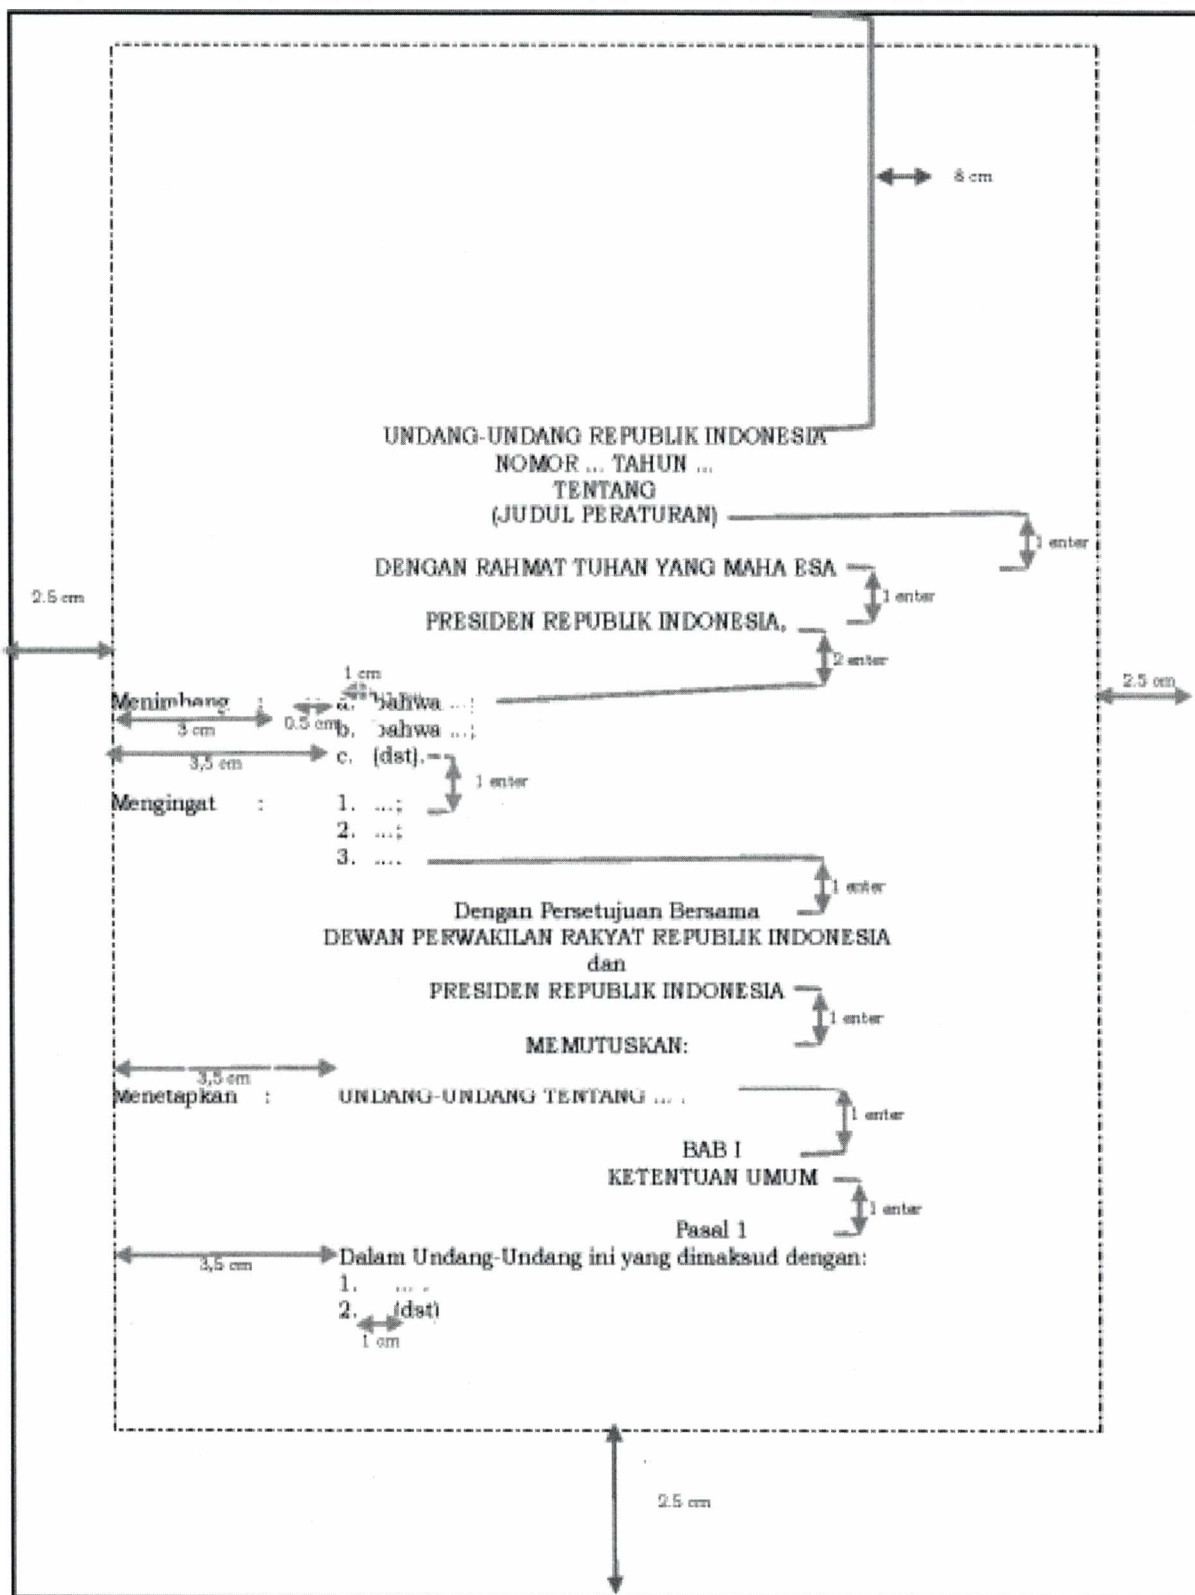 8 cm
UNDANG-UNDANG REPUBLIK INDONESIA
NOMOR ... TAHUN ...
TENTANG
(JUDUL PERATURAN)
1 enter
DENGAN RAHMAT TUHAN YANG MAHA ESA
2.5 cm
1 enter
PRESIDEN REPUBLIK INDONESIA,
2 enter
1 cm
2.5 cm
Menimbang : a. bahwa ...;
3 cm 0.5 cm
b. bahwa ...;
3,5 cm
c. (dst).
1 enter
Mengingat : 1. ...;
2. ...;
3. ....
1 enter
Dengan Persetujuan Bersama
DEWAN PERWAKILAN RAKYAT REPUBLIK INDONESIA
dan
PRESIDEN REPUBLIK INDONESIA
1 enter
MEMUTUSKAN:
3,5 cm
Menetapkan : UNDANG-UNDANG TENTANG ... .
1 enter
BAB I
KETENTUAN UMUM
1 enter
Pasal 1
3,5 cm
Dalam Undang-Undang ini yang dimaksud dengan:
1. ... .
2. (dst)
1 cm
2.5 cm